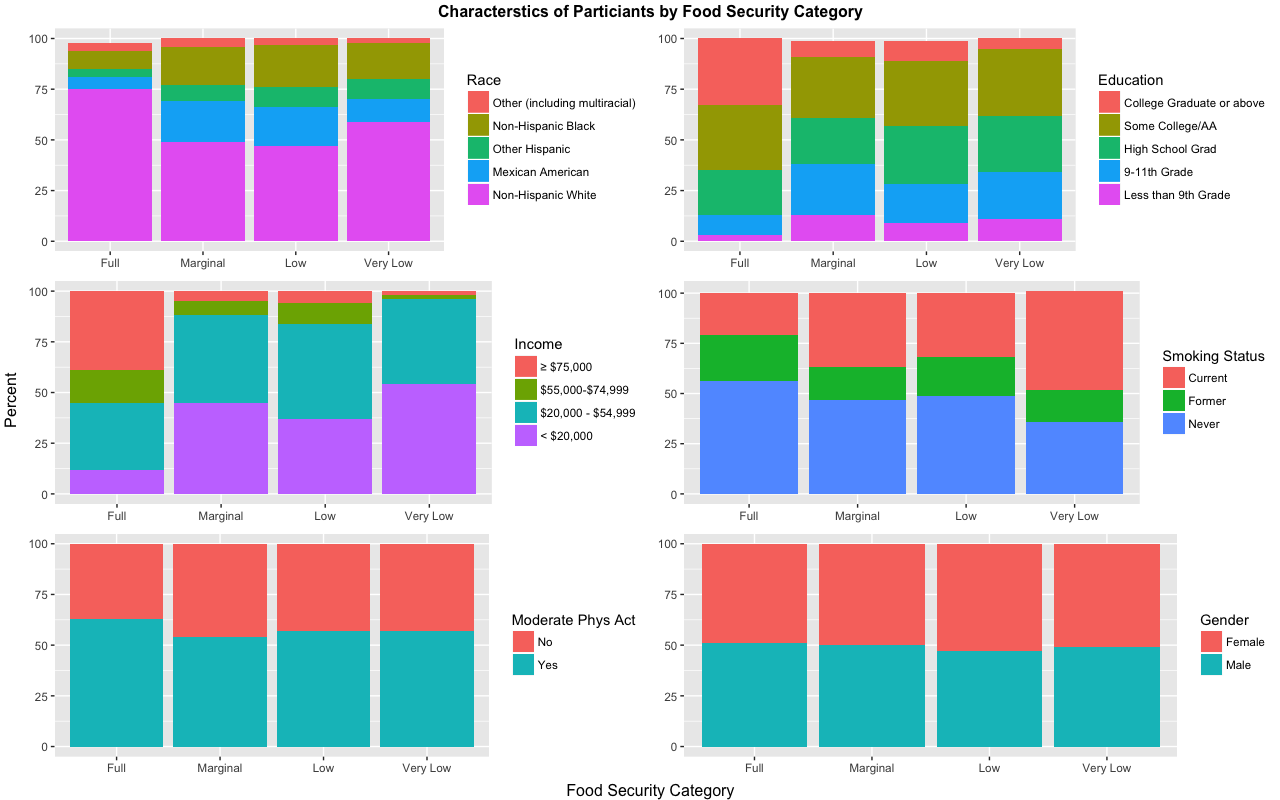 Characterstics of Particiants by Food Security Category
100
75
50
25
0
Full Marginal Low Very Low
Race
Other (including multiracial)
Non-Hispanic Black
Other Hispanic
Mexican American
Non-Hispanic White
100
75
50
25
0
Full Marginal Low Very Low
Education
College Graduate or above
Some College/AA
High School Grad
9-11th Grade
Less than 9th Grade
Percent
100
75
50
25
0
Full Marginal Low Very Low
Income
≥ $75,000
$55,000-$74,999
$20,000 - $54,999
< $20,000
100
75
50
25
0
Full Marginal Low Very Low
Smoking Status
Current
Former
Never
100
75
50
25
0
Full Marginal Low Very Low
Moderate Phys Act
No
Yes
100
75
50
25
0
Full Marginal Low Very Low
Gender
Female
Male
Food Security Category